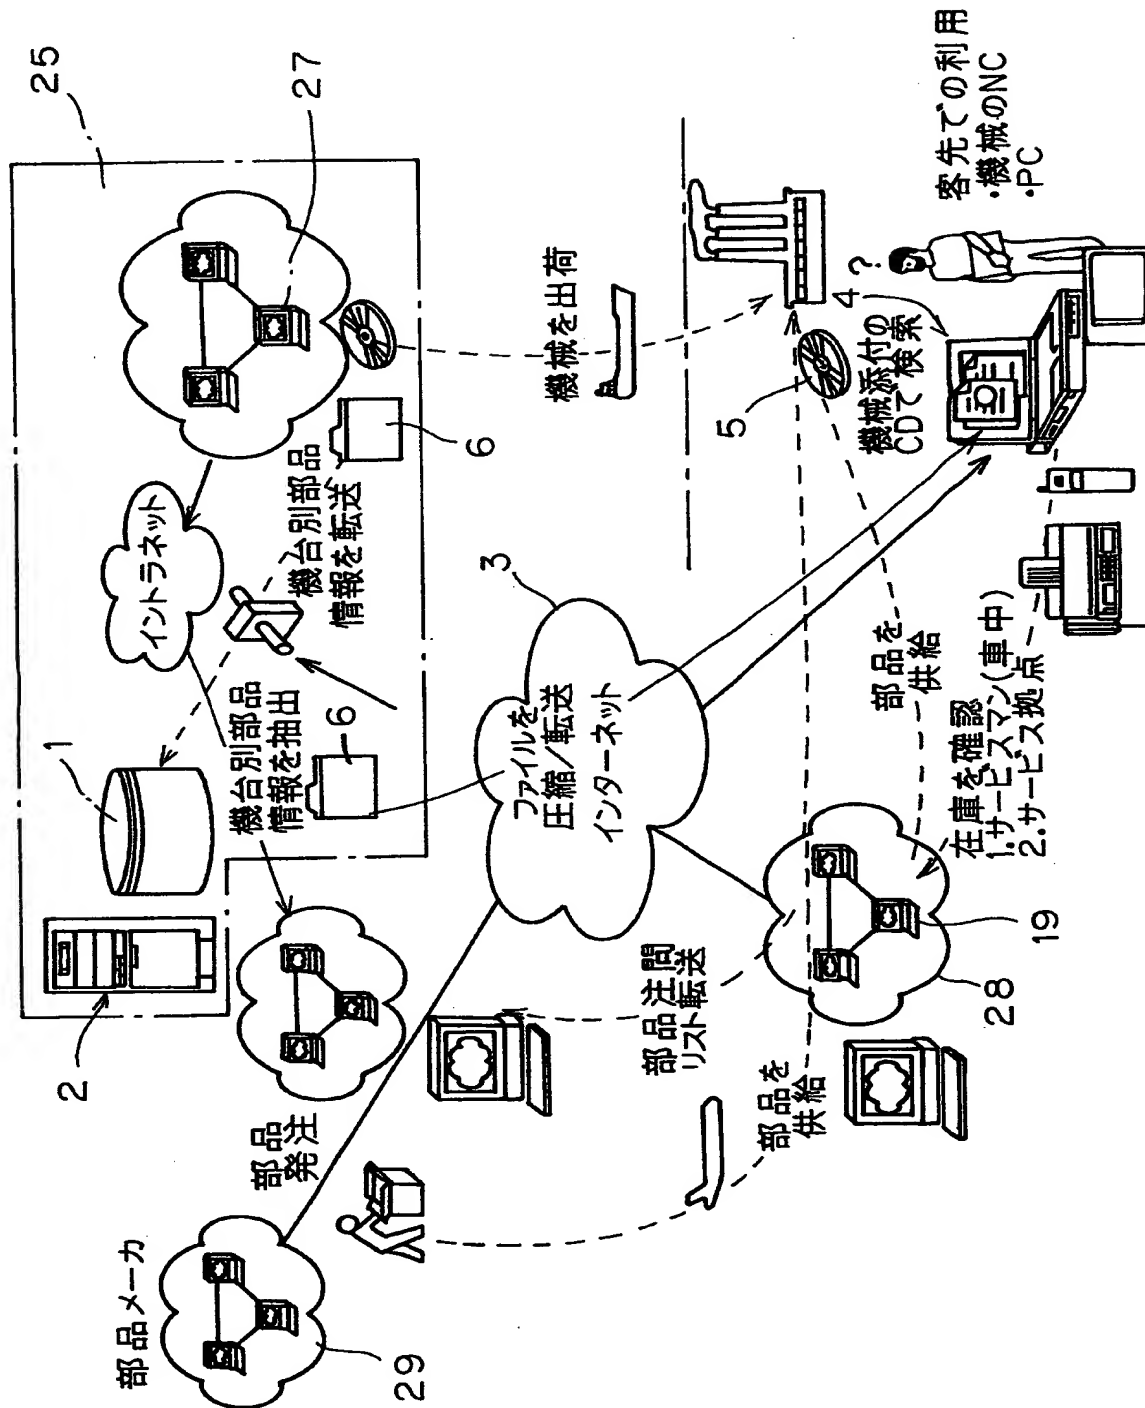 25
27
客先での利用
・機械のNC
・PC
機械を出荷
4
?
機械添付の
CDで検索
5
6
機台別部品
情報を転送
イントラネット
3
部品を
供給
在庫を確認
1.サービスマン(車中)
2.サービス拠点
ファイルを
圧縮/転送
インターネット
6
機台別部品
情報を抽出
1
2
19
28
部品注問
リスト転送
部品を
供給
部品
発注
部品メーカ
29